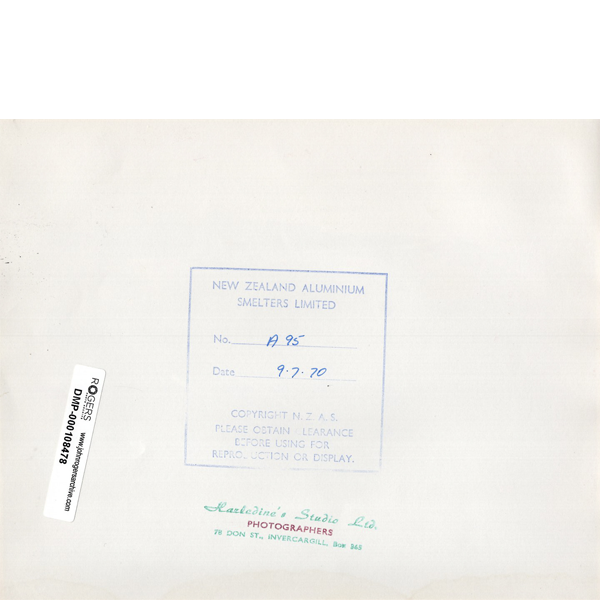 NEW ZEALAND ALUMINIUM
SMELTERS LIMITED
No. A 95
Date 9.7.70
COPYRIGHT N. Z. A. S.
PLEASE OBTAIN CLEARANCE
BEFORE USING FOR
REPRODUCTION OR DISPLAY.
Hazledine's Studio Ltd.
PHOTOGRAPHERS
78 DON ST., INVERCARGILL, Box 245
ROGERS
www.johnrogersarchive.com
DMP-000108478